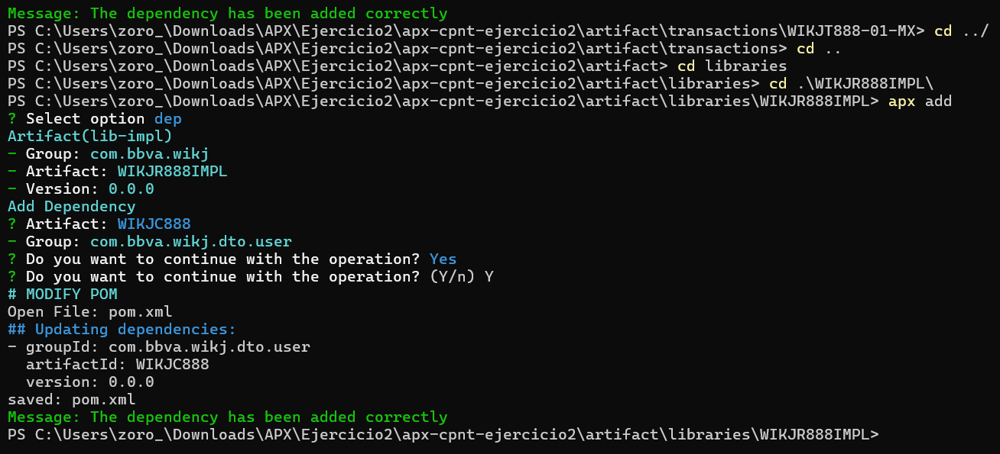 Message: The dependency has been added correctly
PS C:\Users\zoro_\Downloads\APX\Ejercicio2\apx-cpnt-ejercicio2\artifact\transactions\WIKJT888-01-MX> cd ../
PS C:\Users\zoro_\Downloads\APX\Ejercicio2\apx-cpnt-ejercicio2\artifact\transactions> cd ..
PS C:\Users\zoro_\Downloads\APX\Ejercicio2\apx-cpnt-ejercicio2\artifact> cd libraries
PS C:\Users\zoro_\Downloads\APX\Ejercicio2\apx-cpnt-ejercicio2\artifact\libraries> cd .\WIKJR888IMPL\
PS C:\Users\zoro_\Downloads\APX\Ejercicio2\apx-cpnt-ejercicio2\artifact\libraries\WIKJR888IMPL> apx add
? Select option dep
Artifact(lib-impl)
- Group: com.bbva.wikj
- Artifact: WIKJR888IMPL
- Version: 0.0.0
Add Dependency
? Artifact: WIKJC888
- Group: com.bbva.wikj.dto.user
? Do you want to continue with the operation? Yes
? Do you want to continue with the operation? (Y/n) Y
# MODIFY POM
Open File: pom.xml
## Updating dependencies:
- groupId: com.bbva.wikj.dto.user
  artifactId: WIKJC888
  version: 0.0.0
saved: pom.xml
Message: The dependency has been added correctly
PS C:\Users\zoro_\Downloads\APX\Ejercicio2\apx-cpnt-ejercicio2\artifact\libraries\WIKJR888IMPL>